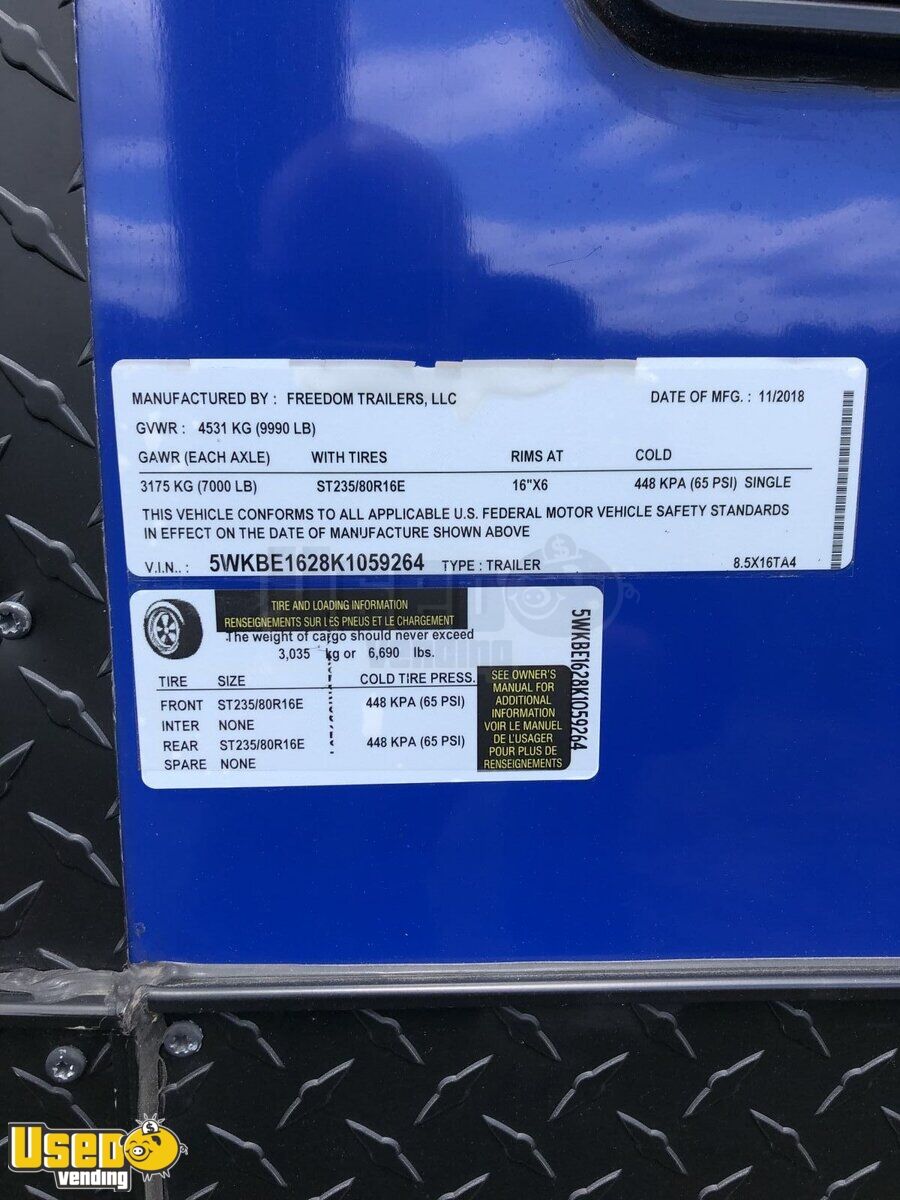 MANUFACTURED BY : FREEDOM TRAILERS, LLC DATE OF MFG. : 11/2018
GVWR : 4531 KG (9990 LB)
GAWR (EACH AXLE) WITH TIRES RIMS AT COLD
3175 KG (7000 LB) ST235/80R16E 16"X6 448 KPA (65 PSI) SINGLE
THIS VEHICLE CONFORMS TO ALL APPLICABLE U.S. FEDERAL MOTOR VEHICLE SAFETY STANDARDS
IN EFFECT ON THE DATE OF MANUFACTURE SHOWN ABOVE
V.I.N.. : 5WKBE1628K1059264 TYPE : TRAILER 8.5X16TA4
TIRE AND LOADING INFORMATION
RENSEIGNEMENTS SUR LES PNEUS ET LE CHARGEMENT
The weight of cargo should never exceed
3,035 kg or 6,690 lbs.
TIRE SIZE COLD TIRE PRESS.
FRONT ST235/80R16E 448 KPA (65 PSI)
INTER NONE
REAR ST235/80R16E 448 KPA (65 PSI)
SPARE NONE
SEE OWNER'S
MANUAL FOR
ADDITIONAL
INFORMATION
VOIR LE MANUEL
DE L'USAGER
POUR PLUS DE
RENSEIGNEMENTS
5WKBE1628K1059264
USED
vending
USED
vending